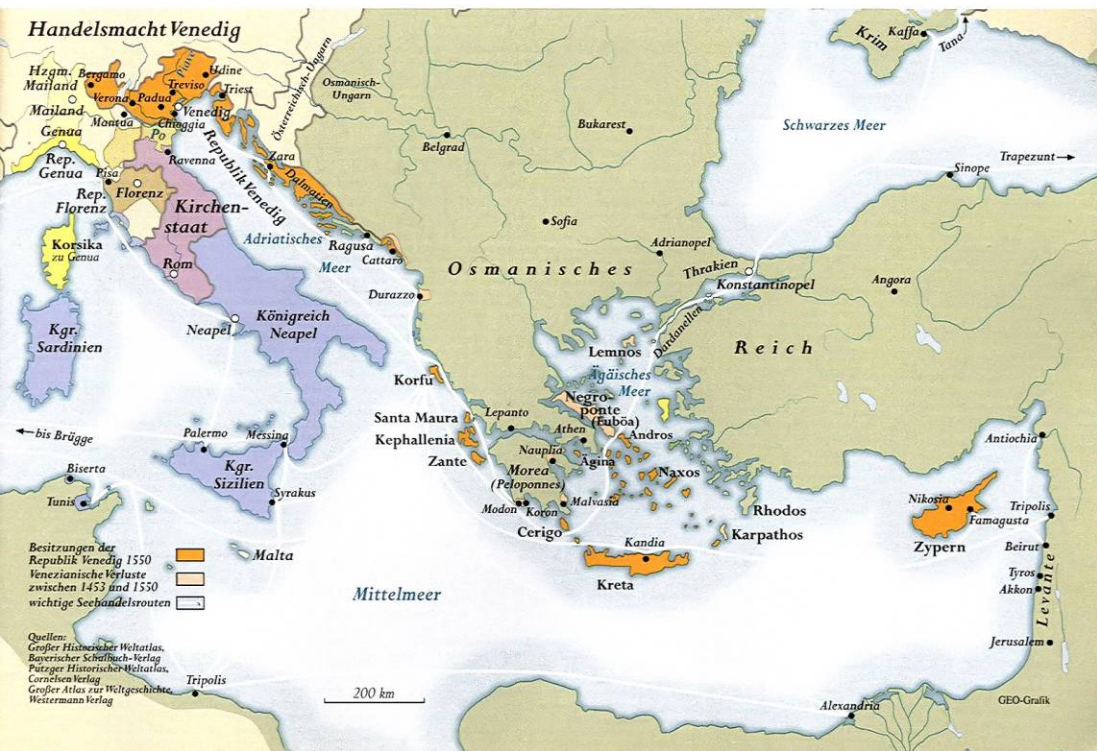 Handelsmacht Venedig
Hzgm.
Mailand
Bergamo
Piave
Udine
Treviso
Verona
Padua
Triest
Mailand
Venedig
Mantua
Chioggia
Genua
Po
Rep.
Genua
Ravenna
Pisa
Florenz
Rep.
Florenz
Kirchen-
staat
Rom
Korsika
zu Genua
Kgr.
Sardinien
Neapel
Königreich
Neapel
Republik Venedig
Adriatisches
Meer
Zara
Dalmatien
Ragusa
Cattaro
Durazzo
Österreichisch-Ungarn
Osmanisch-
Ungarn
Belgrad
Bukarest
Sofia
Adrianopel
Thrakien
Konstantinopel
Dardanellen
Osmanisches
Reich
Angora
Schwarzes Meer
Krim
Kaffa
Tana
Trapezunt
Sinope
Lemnos
Ägäisches
Meer
Korfu
Santa Maura
Kephallenia
Zante
Lepanto
Negro-
ponte
(Euböa)
Athen
Andros
Nauplia
Ägina
Morea
(Peloponnes)
Naxos
Modon
Koron
Malvasia
Cerigo
Rhodos
Karpathos
Kandia
Kreta
bis Brügge
Palermo
Messina
Kgr.
Sizilien
Syrakus
Biserta
Tunis
Malta
Mittelmeer
Antiochia
Nikosia
Famagusta
Zypern
Tripolis
Beirut
Tyros
Akkon
Levante
Jerusalem
Alexandria
Tripolis
200 km
Besitzungen der
Republik Venedig 1550
Venezianische Verluste
zwischen 1453 und 1550
wichtige Seehandelsrouten
Quellen:
Großer Historischer Weltatlas,
Bayerischer Schulbuch-Verlag
Putzger Historischer Weltatlas,
Cornelsen Verlag
Großer Atlas zur Weltgeschichte,
Westermann Verlag
GEO-Grafik